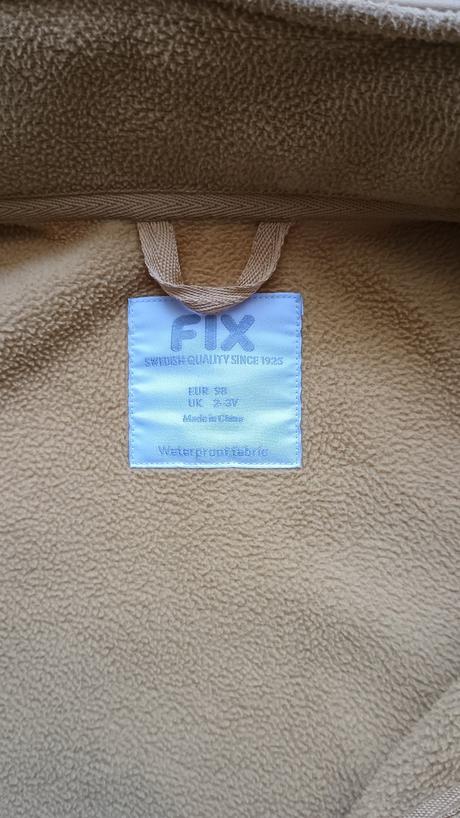 FIX
SWEDISH QUALITY SINCE 1925
EUR 98
UK 2-3Y
Made in China
Waterproof fabric